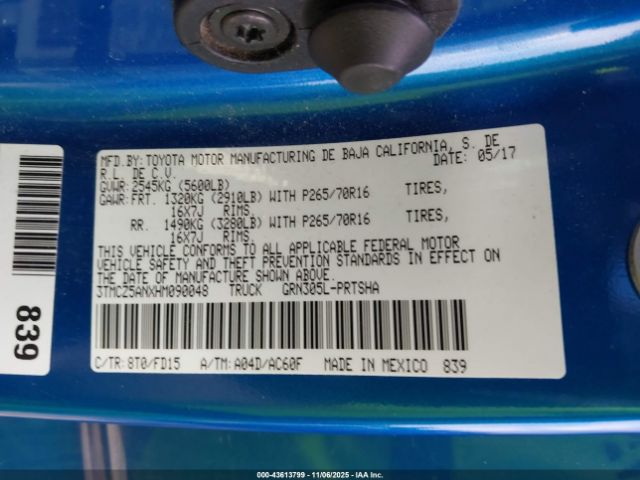 MFD.BY:TOYOTA MOTOR MANUFACTURING DE BAJA CALIFORNIA, S. DE
R.L. DE C.V. DATE: 05/17
GVWR:2545KG (5600LB)
GAWR:FRT. 1320KG (2910LB) WITH P265/70R16 TIRES,
16X7J RIMS,
RR. 1490KG (3280LB) WITH P265/70R16 TIRES,
16X7J RIMS.
THIS VEHICLE CONFORMS TO ALL APPLICABLE FEDERAL MOTOR
VEHICLE SAFETY AND THEFT PREVENTION STANDARDS IN EFFECT ON THE
DATE OF MANUFACTURE SHOWN ABOVE.
3TMCZ5ANXHM090048 TRUCK GRN305L-PRTSHA
C/TR:8T0/FD15 A/TM:A04D/AC60F MADE IN MEXICO 839
839
00-43613799 - 11/06/2025 - IAA Inc.